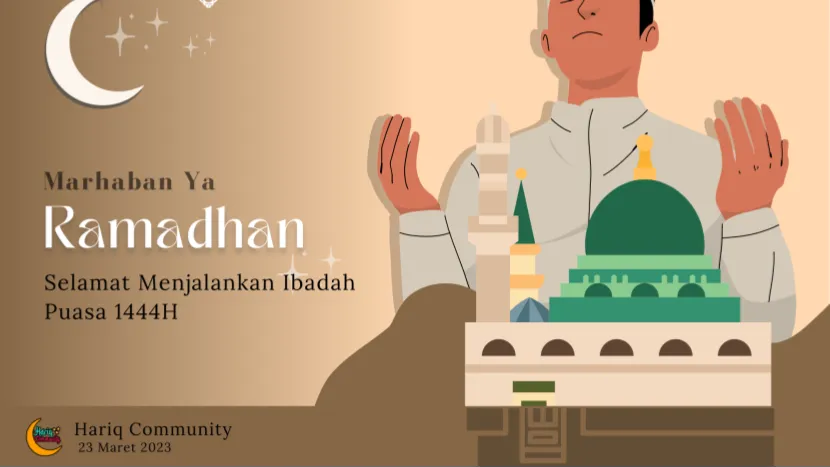 Marhaban Ya
Ramadhan
Selamat Menjalankan Ibadah
Puasa 1444H
Hariq Community
23 Maret 2023